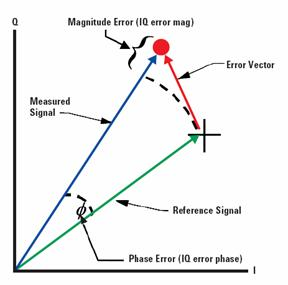 Q
Magnitude Error (IQ error mag)
Error Vector
Measured
Signal
ϕ
Reference Signal
Phase Error (IQ error phase)
I